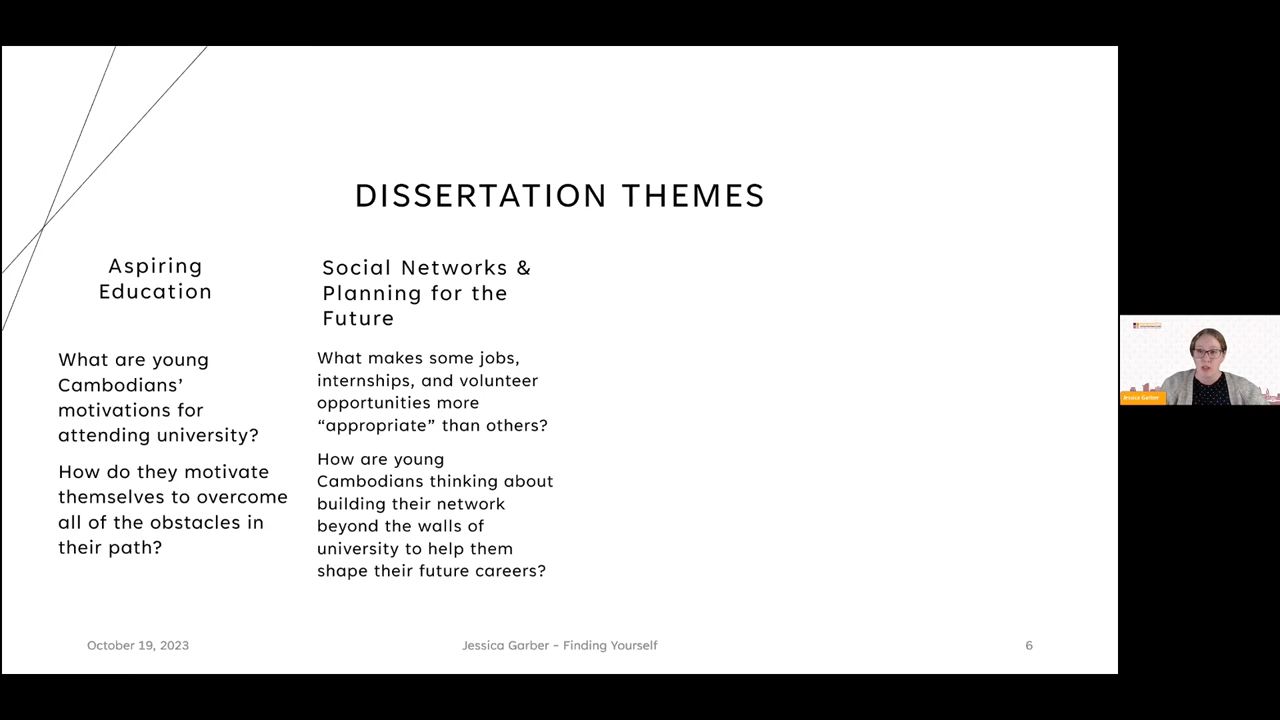 DISSERTATION THEMES
Aspiring
Education
What are young
Cambodians’
motivations for
attending university?
How do they motivate
themselves to overcome
all of the obstacles in
their path?
Social Networks &
Planning for the
Future
What makes some jobs,
internships, and volunteer
opportunities more
“appropriate” than others?
How are young
Cambodians thinking about
building their network
beyond the walls of
university to help them
shape their future careers?
October 19, 2023
Jessica Garber – Finding Yourself
6
Jessica Garber